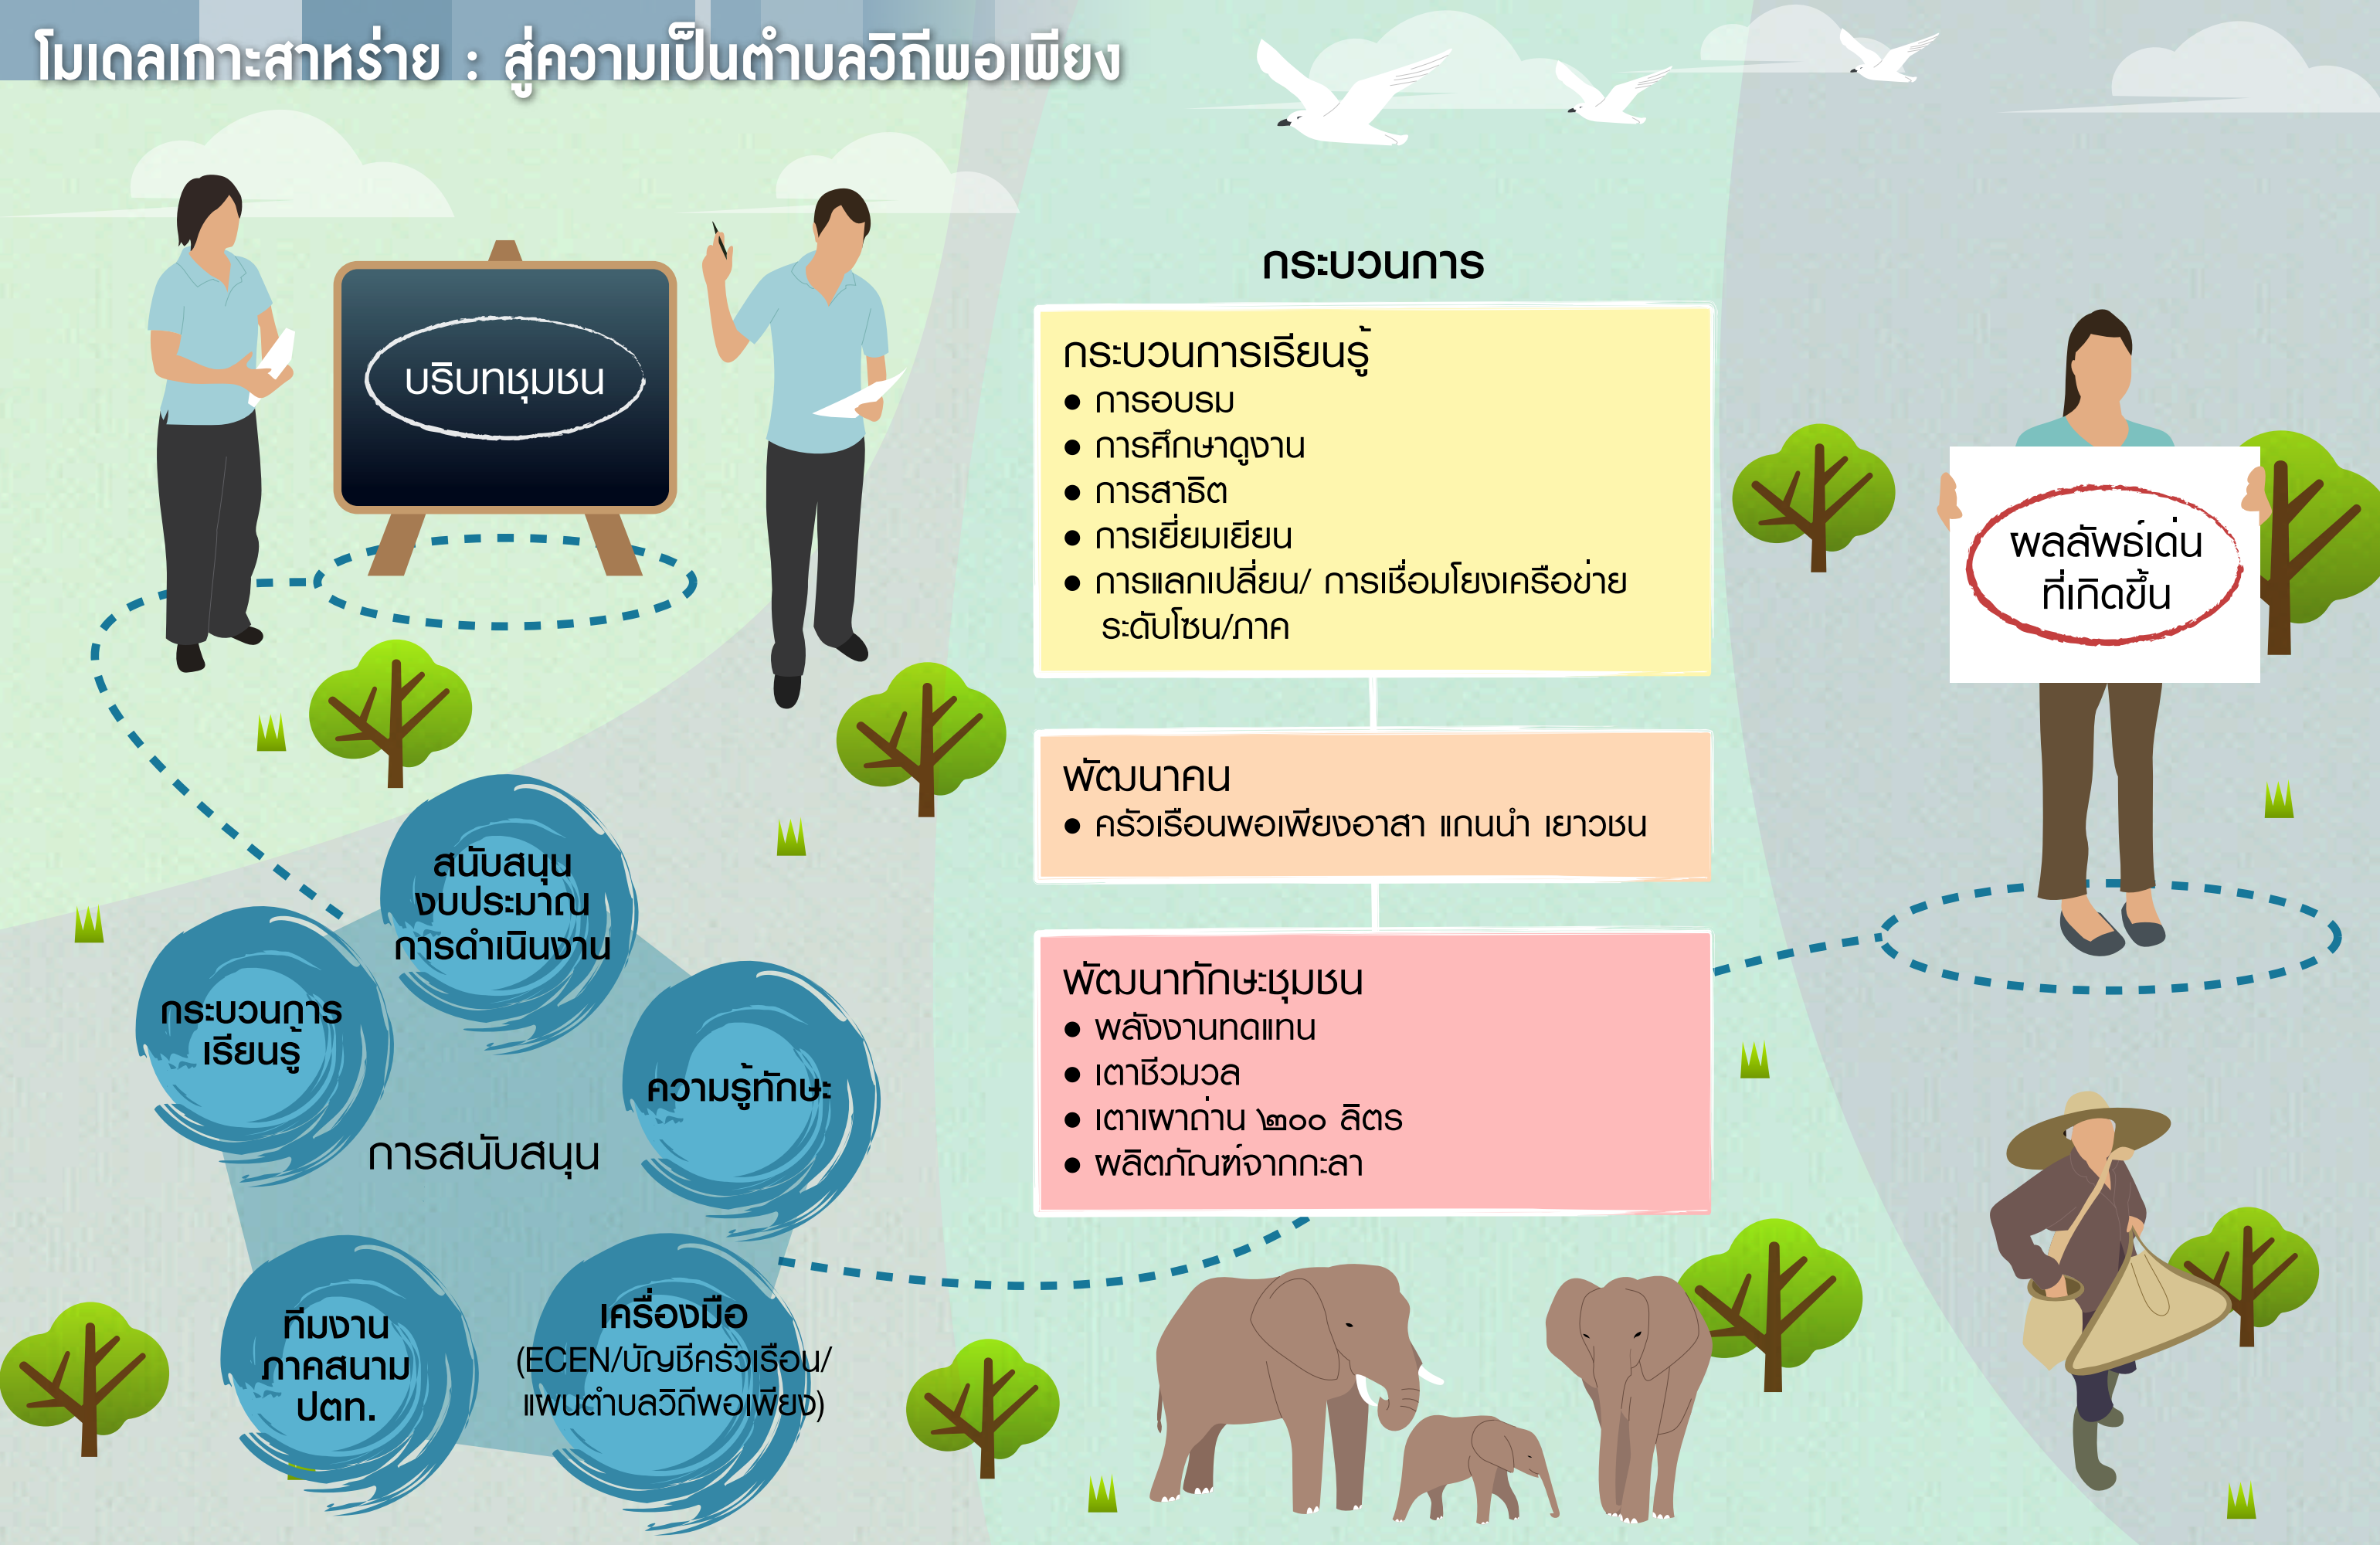 โมเดลเกาะสาหร่าย : สู่ความเป็นตำบลวิถีพอเพียง
บริบทชุมชน
สนับสนุน
งบประมาณ
การดำเนินงาน
กระบวนการ
เรียนรู้
ความรู้ทักษะ
การสนับสนุน
ทีมงาน
ภาคสนาม
ปตท.
เครื่องมือ
(ECEN/บัญชีครัวเรือน/
แผนตำบลวิถีพอเพียง)
กระบวนการ
กระบวนการเรียนรู้
● การอบรม
● การศึกษาดูงาน
● การสาธิต
● การเยี่ยมเยียน
● การแลกเปลี่ยน/ การเชื่อมโยงเครือข่าย
ระดับโซน/ภาค
พัฒนาคน
● ครัวเรือนพอเพียงอาสา แกนนำ เยาวชน
พัฒนาทักษะชุมชน
● พลังงานทดแทน
● เตาชีวมวล
● เตาเผาถ่าน ๒๐๐ ลิตร
● ผลิตภัณฑ์จากกะลา
ผลลัพธ์เด่น
ที่เกิดขึ้น